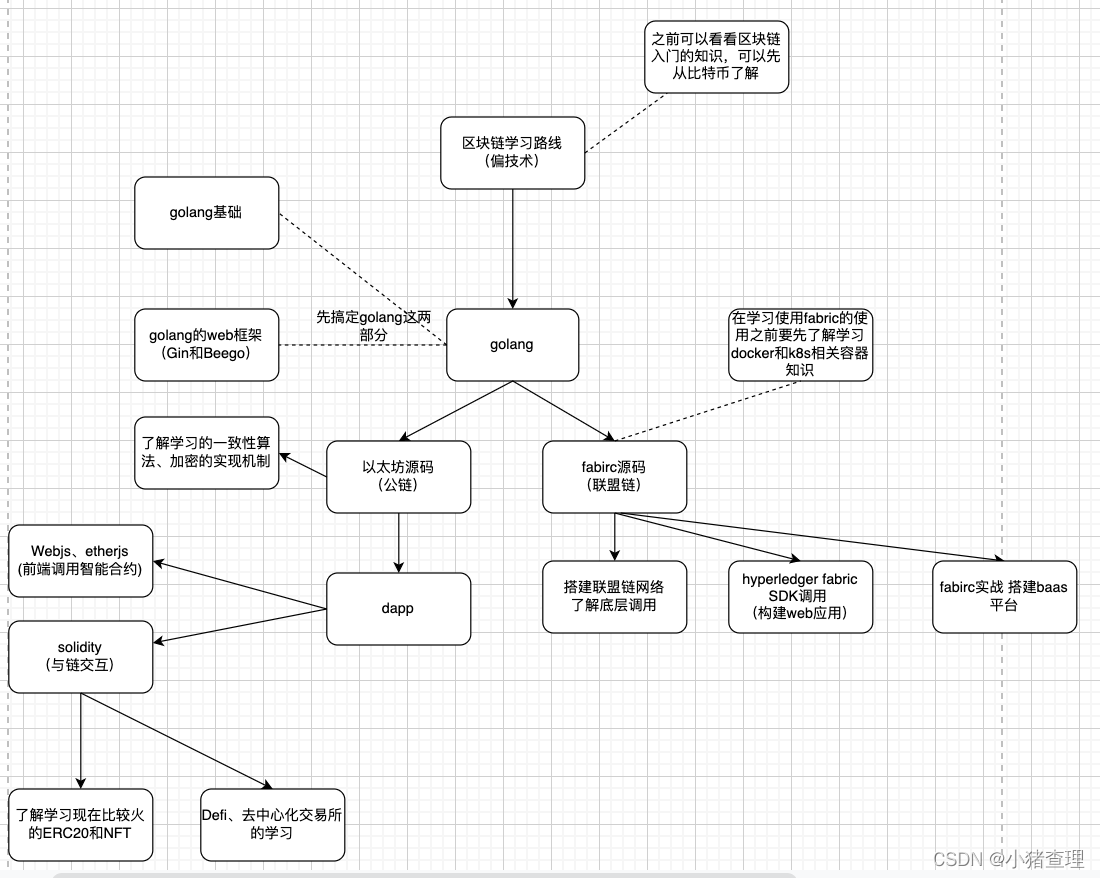 之前可以看看区块链
入门的知识，可以先
从比特币了解
区块链学习路线
（偏技术）
golang基础
golang的web框架
（Gin和Beego）
先搞定golang这两
部分
golang
在学习使用fabric的使
用之前要先了解学习
docker和k8s相关容器
知识
了解学习的一致性算
法、加密的实现机制
以太坊源码
（公链）
fabirc源码
（联盟链）
Webjs、etherjs
(前端调用智能合约)
dapp
搭建联盟链网络
了解底层调用
hyperledger fabric
SDK调用
（构建web应用）
fabirc实战 搭建baas
平台
solidity
（与链交互）
了解学习现在比较火
的ERC20和NFT
Defi、去中心化交易所
的学习
CSDN @小猪查理